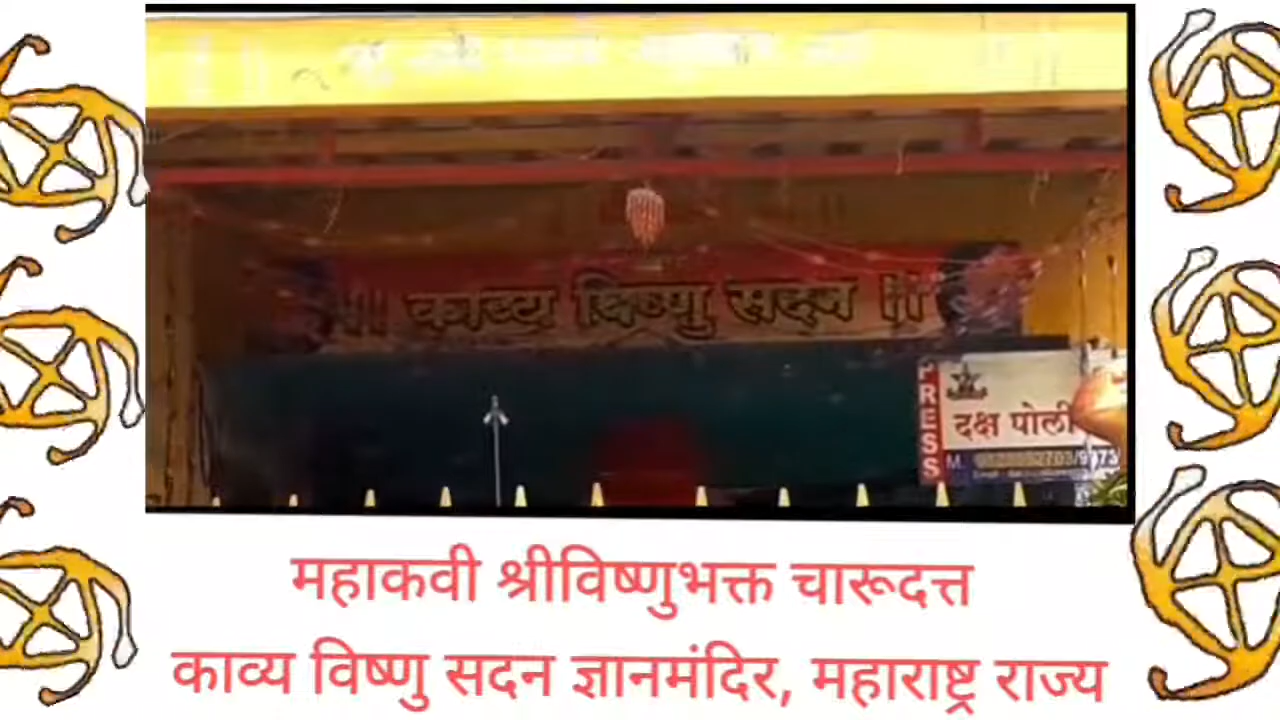 ॥ काव्य विष्णु सदन ॥
PRESS
दक्ष पोली
M.
महाकवी श्रीविष्णुभक्त चारूदत्त
काव्य विष्णु सदन ज्ञानमंदिर, महाराष्ट्र राज्य